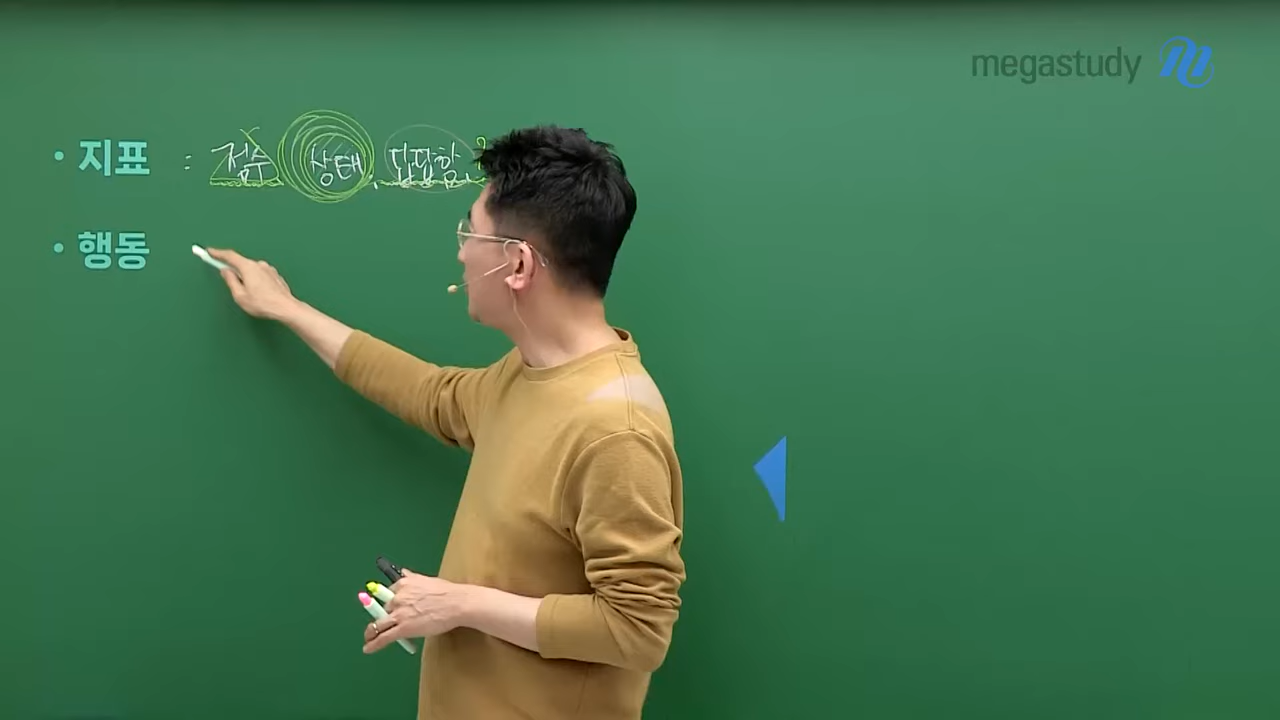 megastudy
• 지표 : 점수 상태, 답답함.?
• 행동